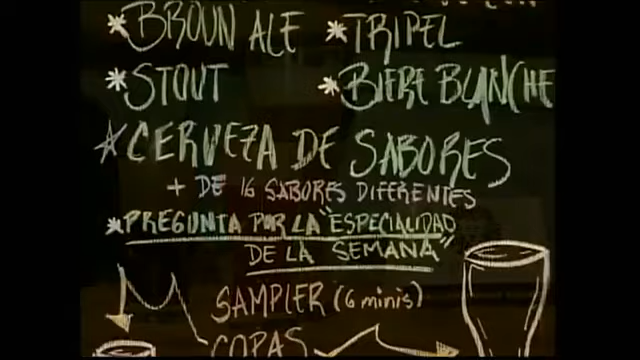 *BROUN ALE *TRIPEL
*STOUT *BIERE BLANCHE
*CERVEZA DE SABORES
+ DE 16 SABORES DIFERENTES
*PREGUNTA POR LA "ESPECIALIDAD
DE LA SEMANA"
SAMPLER (6 minis)
COPAS